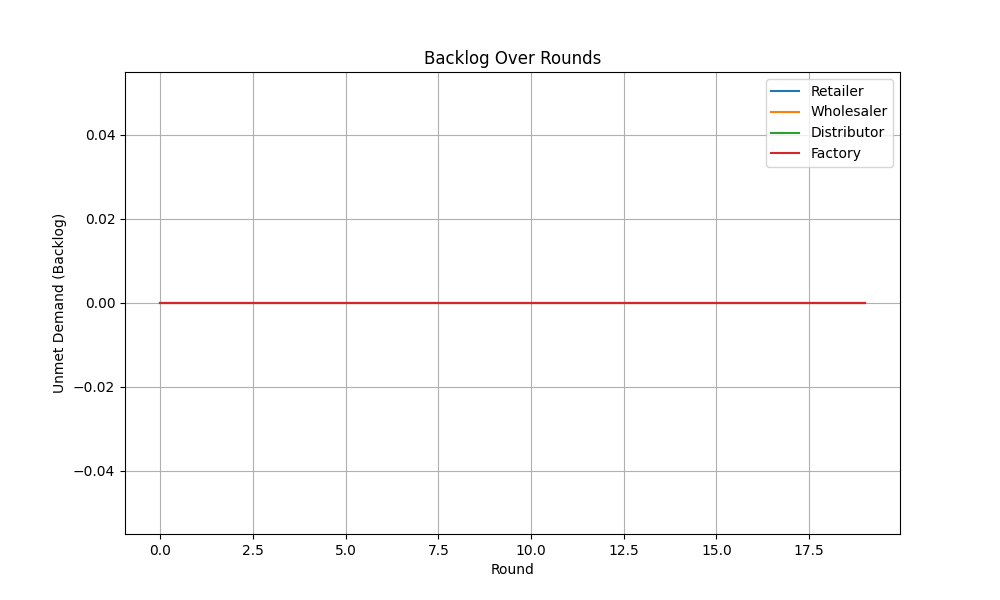 Backlog Over Rounds
Retailer
Wholesaler
Distributor
Factory
Unmet Demand (Backlog)
0.04
0.02
0.00
−0.02
−0.04
0.0 2.5 5.0 7.5 10.0 12.5 15.0 17.5
Round